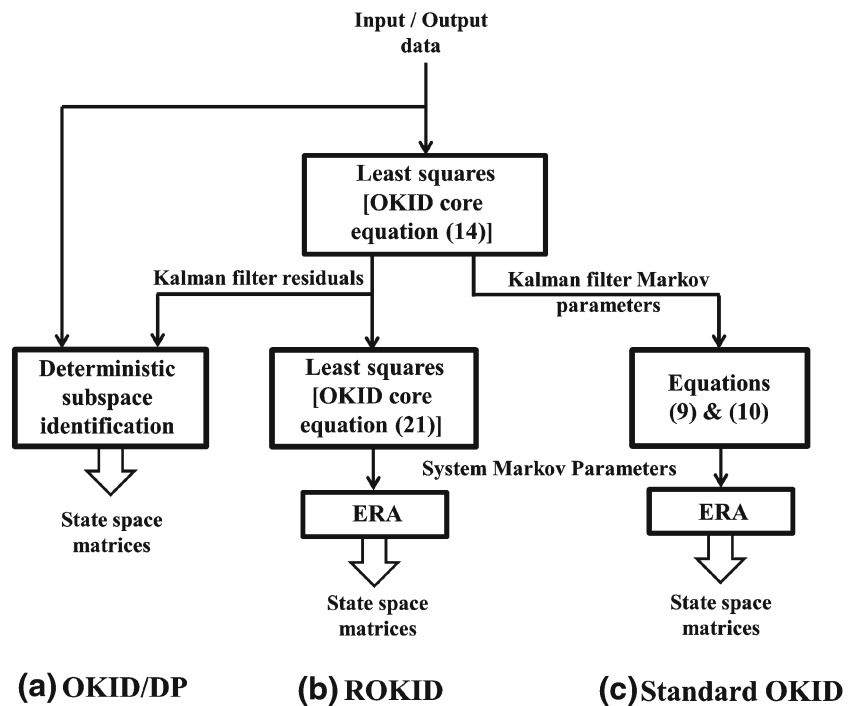 Input / Output
data
Least squares
[OKID core
equation (14)]
Kalman filter residuals
Kalman filter Markov
parameters
Deterministic
subspace
identification
Least squares
[OKID core
equation (21)]
Equations
(9) & (10)
System Markov Parameters
ERA
ERA
State space
matrices
State space
matrices
State space
matrices
(a) OKID/DP
(b) ROKID
(c) Standard OKID